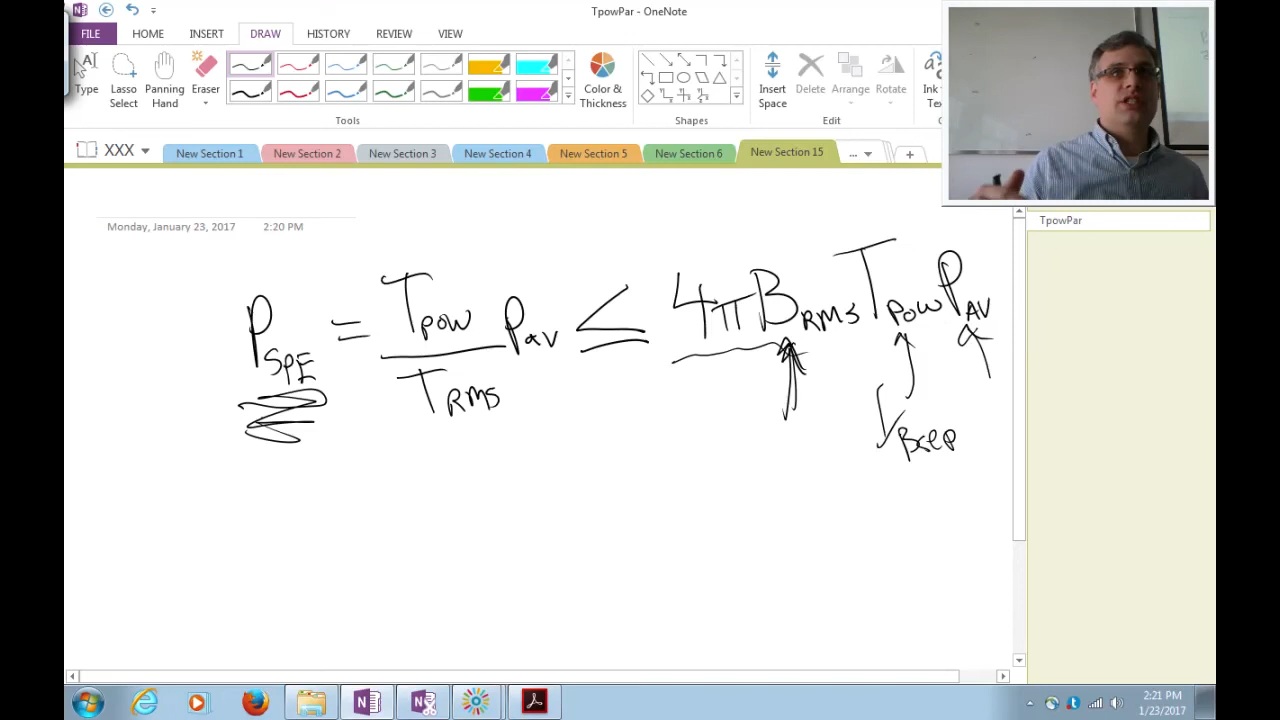 TpowPar - OneNote
FILE HOME INSERT DRAW HISTORY REVIEW VIEW
Type
Lasso Select
Panning Hand
Eraser
Color & Thickness
Insert Space
Delete
Arrange
Rotate
Ink to Tex
Tools
Shapes
Edit
XXX New Section 1 New Section 2 New Section 3 New Section 4 New Section 5 New Section 6 New Section 15 ...
TpowPar
Monday, January 23, 2017 2:20 PM
P_SPE = T_POW / T_RMS P_av ≤ 4π B_RMS T_POW P_AV
2:21 PM
1/23/2017